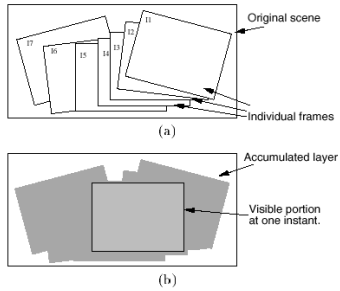 I1
Original scene
I2
I7
I3
I4
I6
I5
Individual frames
(a)
Accumulated layer
Visible portion
at one instant.
(b)